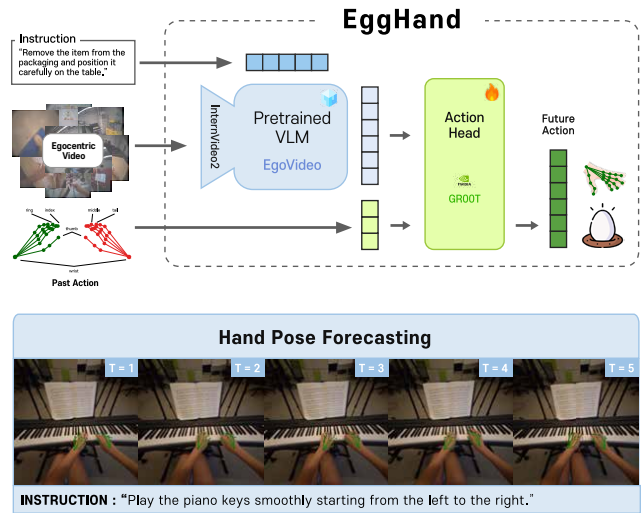 EggHand
Instruction
"Remove the item from the
packaging and position it
carefully on the table."
Egocentric
Video
InternVideo2
Pretrained
VLM
EgoVideo
Action
Head
NVIDIA
GR00T
Future
Action
ring
index
middle
tail
thumb
wrist
Past Action
Hand Pose Forecasting
T = 1
T = 2
T = 3
T = 4
T = 5
INSTRUCTION : "Play the piano keys smoothly starting from the left to the right."